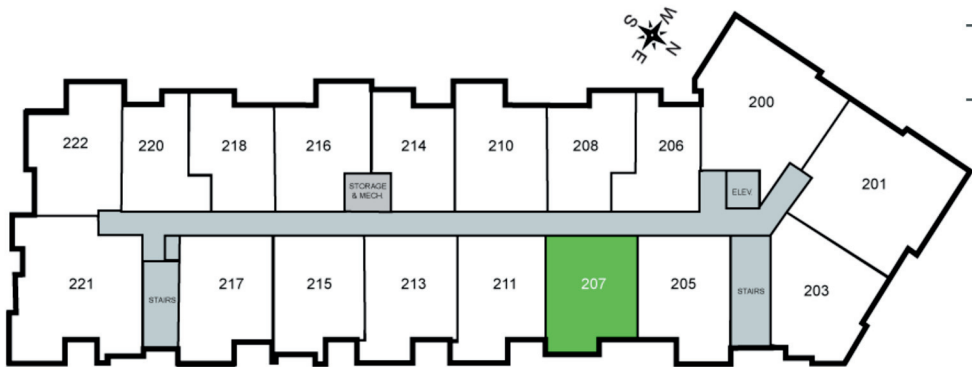 W
S
N
E
200
222
220
218
216
214
210
208
206
201
STORAGE
& MECH.
ELEV.
221
STAIRS
217
215
213
211
207
205
STAIRS
203